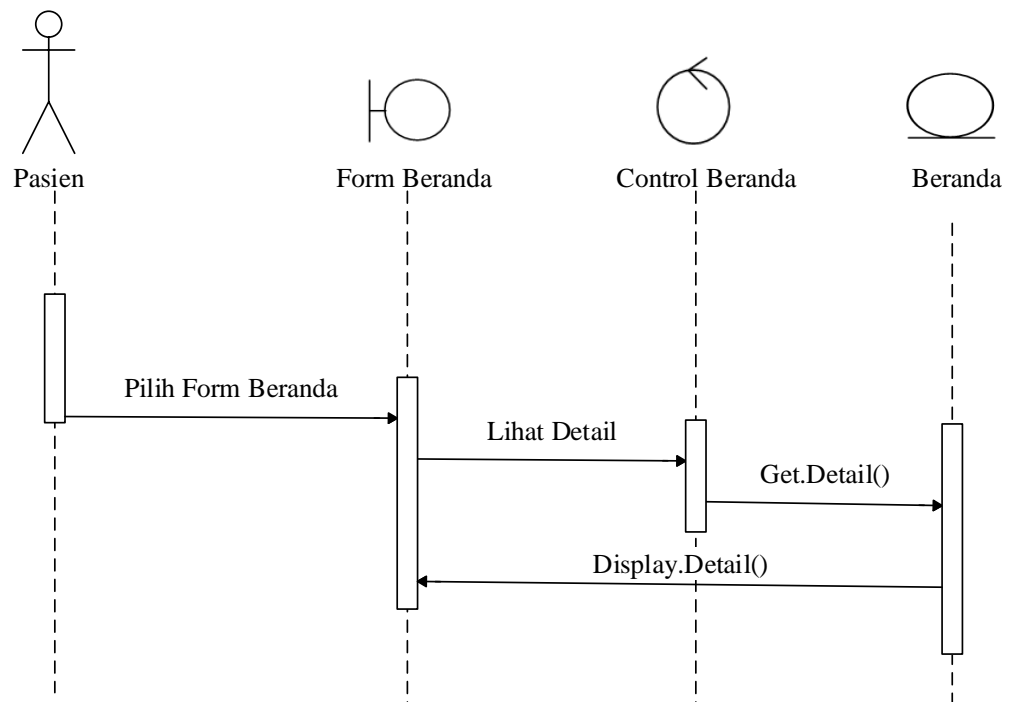 Pasien
Form Beranda
Control Beranda
Beranda
Pilih Form Beranda
Lihat Detail
Get.Detail()
Display.Detail()